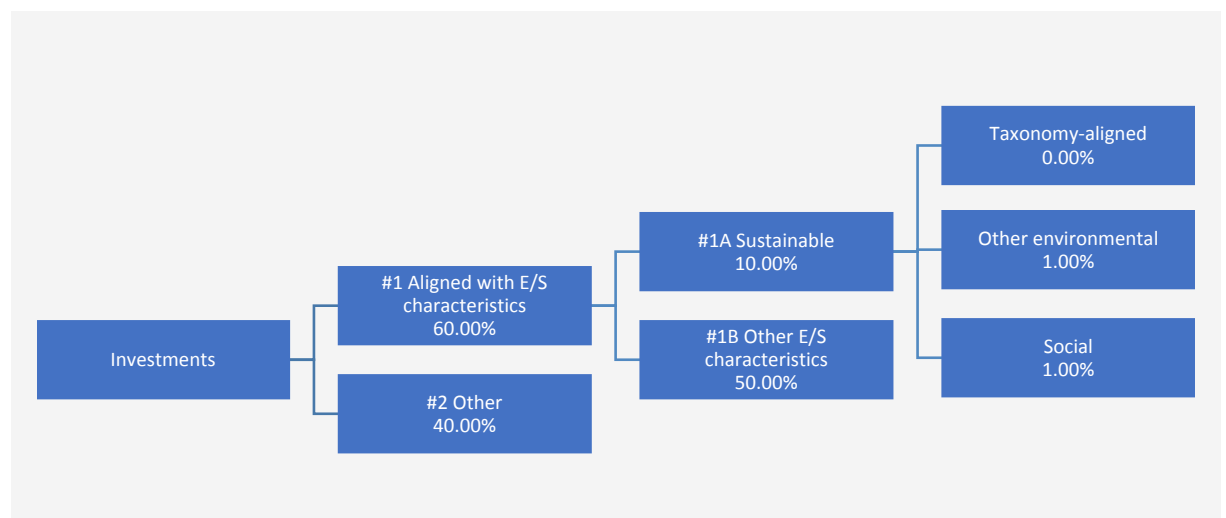 Investments
#1 Aligned with E/S
characteristics
60.00%
#2 Other
40.00%
#1A Sustainable
10.00%
#1B Other E/S
characteristics
50.00%
Taxonomy-aligned
0.00%
Other environmental
1.00%
Social
1.00%